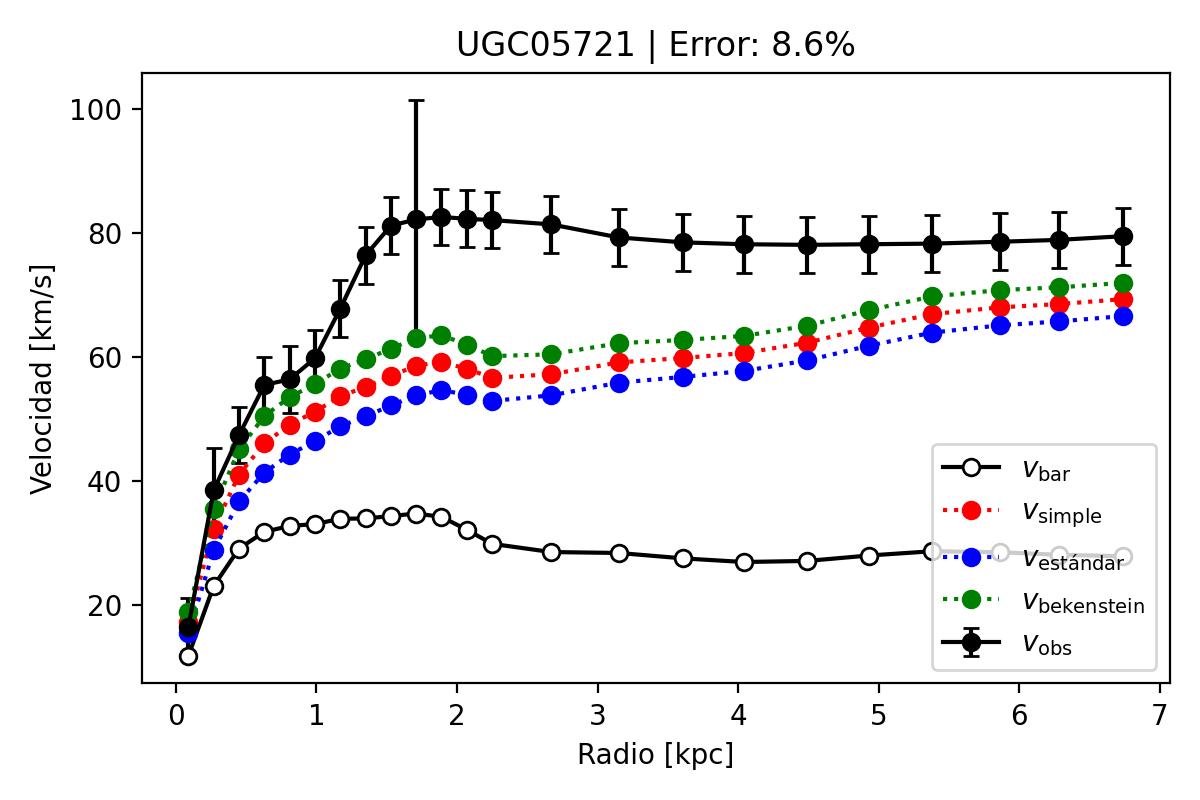 UGC05721 | Error: 8.6%
Velocidad [km/s]
100
80
60
40
20
v_bar
v_simple
v_estándar
v_bekenstein
v_obs
0 1 2 3 4 5 6 7
Radio [kpc]